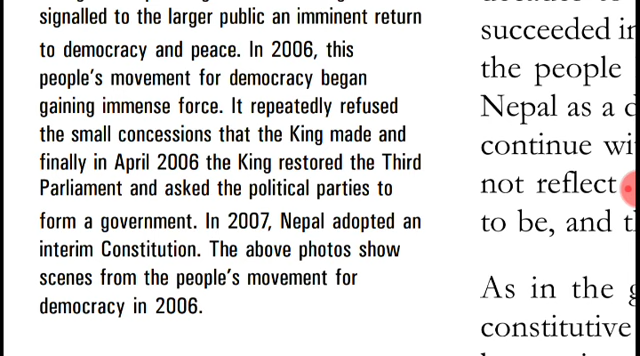 signalled to the larger public an imminent return
to democracy and peace. In 2006, this
people's movement for democracy began
gaining immense force. It repeatedly refused
the small concessions that the King made and
finally in April 2006 the King restored the Third
Parliament and asked the political parties to
form a government. In 2007, Nepal adopted an
interim Constitution. The above photos show
scenes from the people's movement for
democracy in 2006.
succeeded in
the people
Nepal as a d
continue wi
not reflect
to be, and t
As in the g
constitutive